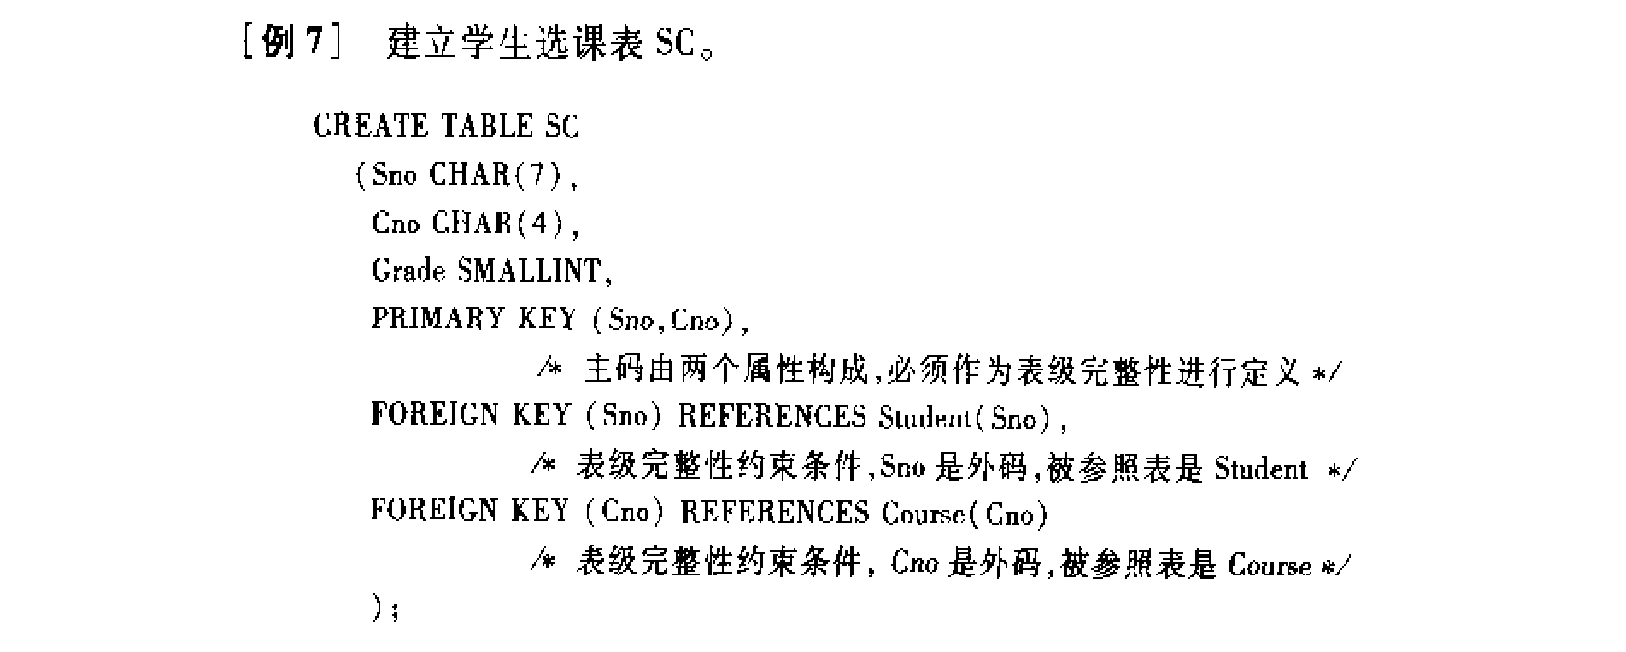 [例7] 建立学生选课表 SC。
CREATE TABLE SC
(Sno CHAR(7),
Cno CHAR(4),
Grade SMALLINT,
PRIMARY KEY (Sno,Cno),
/* 主码由两个属性构成,必须作为表级完整性进行定义 */
FOREIGN KEY (Sno) REFERENCES Student(Sno),
/* 表级完整性约束条件,Sno 是外码,被参照表是 Student */
FOREIGN KEY (Cno) REFERENCES Course(Cno)
/* 表级完整性约束条件, Cno 是外码,被参照表是 Course */
);